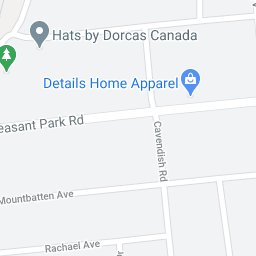 Hats by Dorcas Canada
Details Home Apparel
easant Park Rd
Cavendish Rd
Mountbatten Ave
Rachael Ave